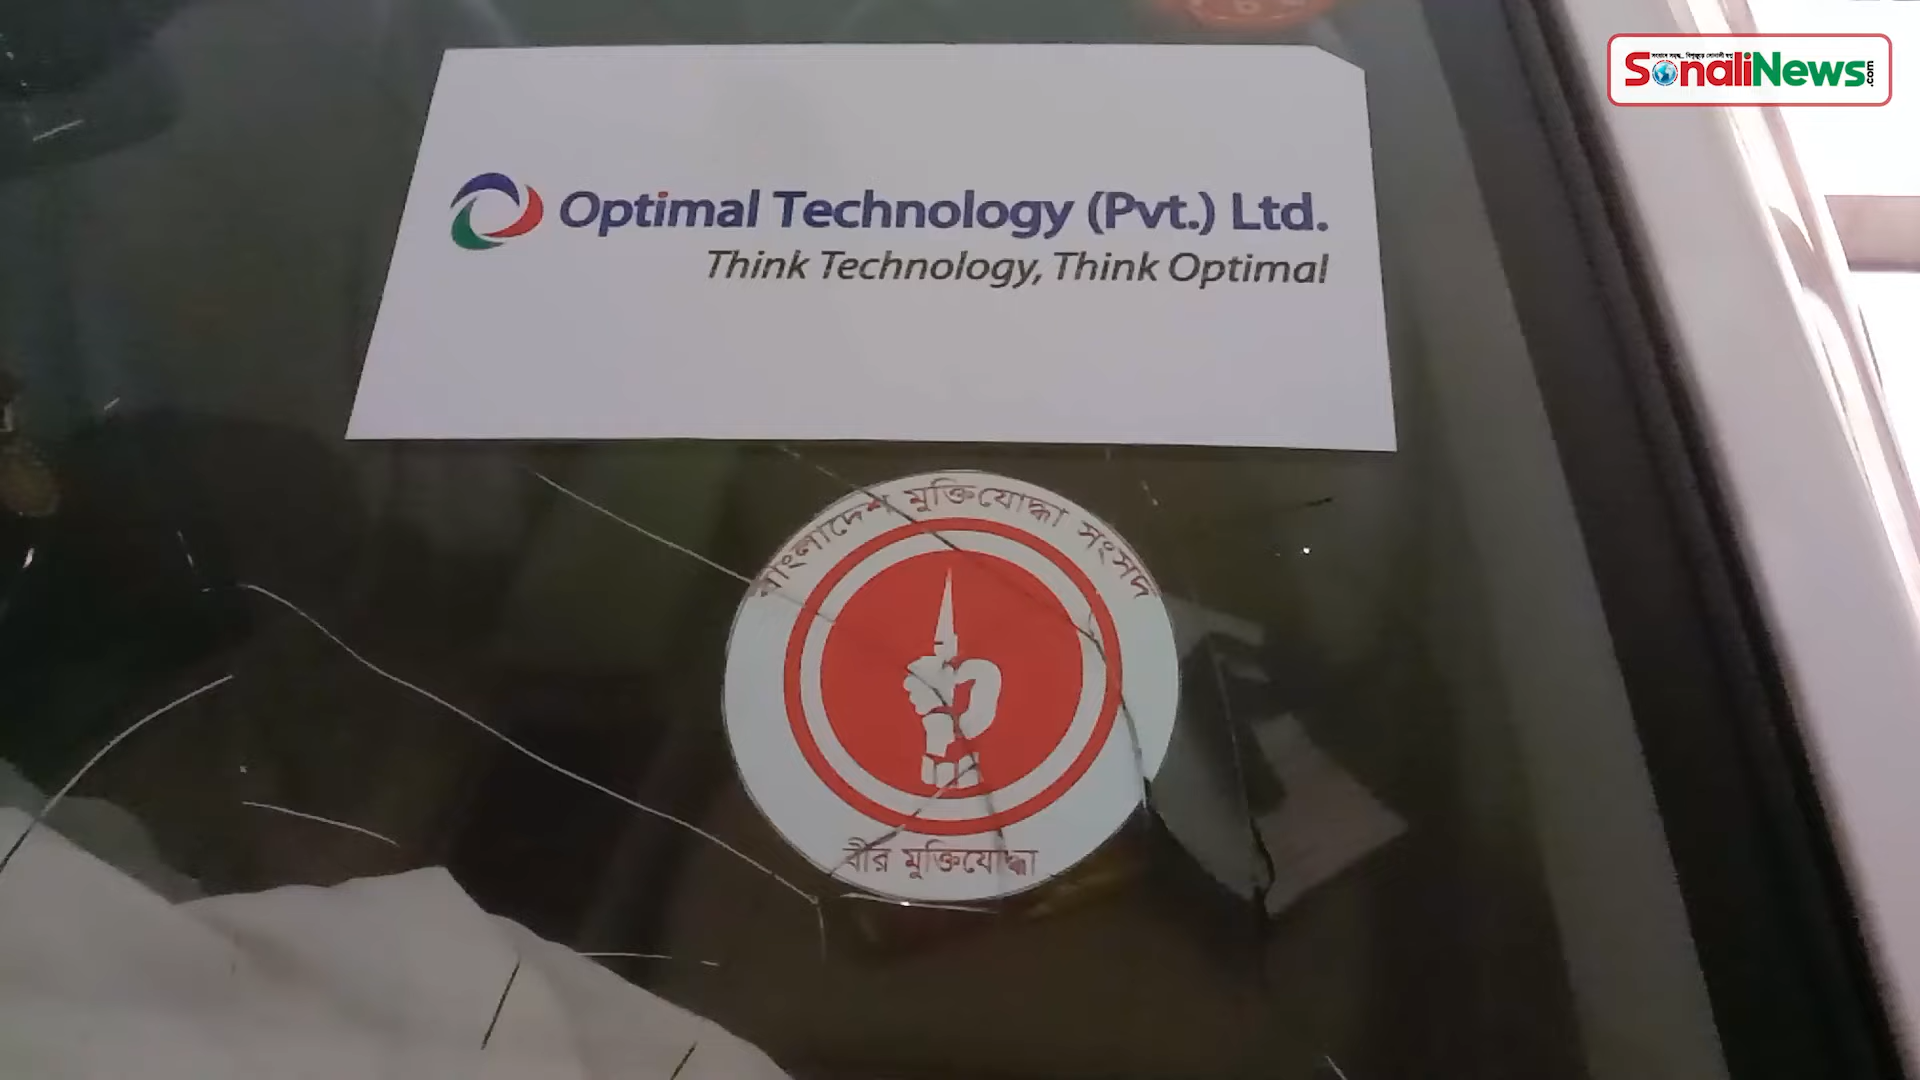 SonaliNews.com
Optimal Technology (Pvt.) Ltd.
Think Technology, Think Optimal
বাংলাদেশ মুক্তিযোদ্ধা সংসদ
বীর মুক্তিযোদ্ধা